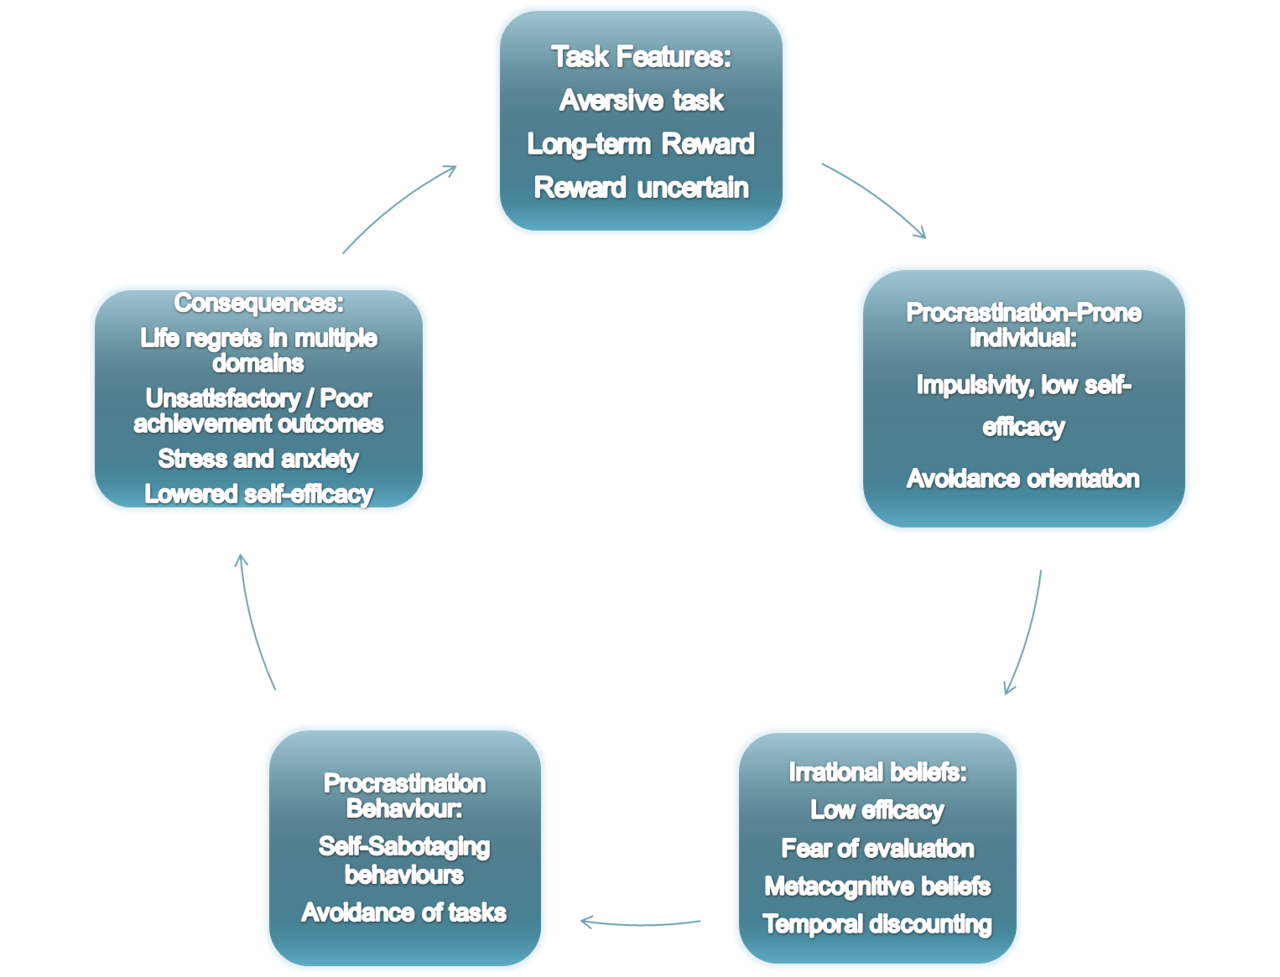 Task Features:
Aversive task
Long-term Reward
Reward uncertain
Procrastination-Prone
individual:
Impulsivity, low self-
efficacy
Avoidance orientation
Irrational beliefs:
Low efficacy
Fear of evaluation
Metacognitive beliefs
Temporal discounting
Procrastination
Behaviour:
Self-Sabotaging
behaviours
Avoidance of tasks
Consequences:
Life regrets in multiple
domains
Unsatisfactory / Poor
achievement outcomes
Stress and anxiety
Lowered self-efficacy